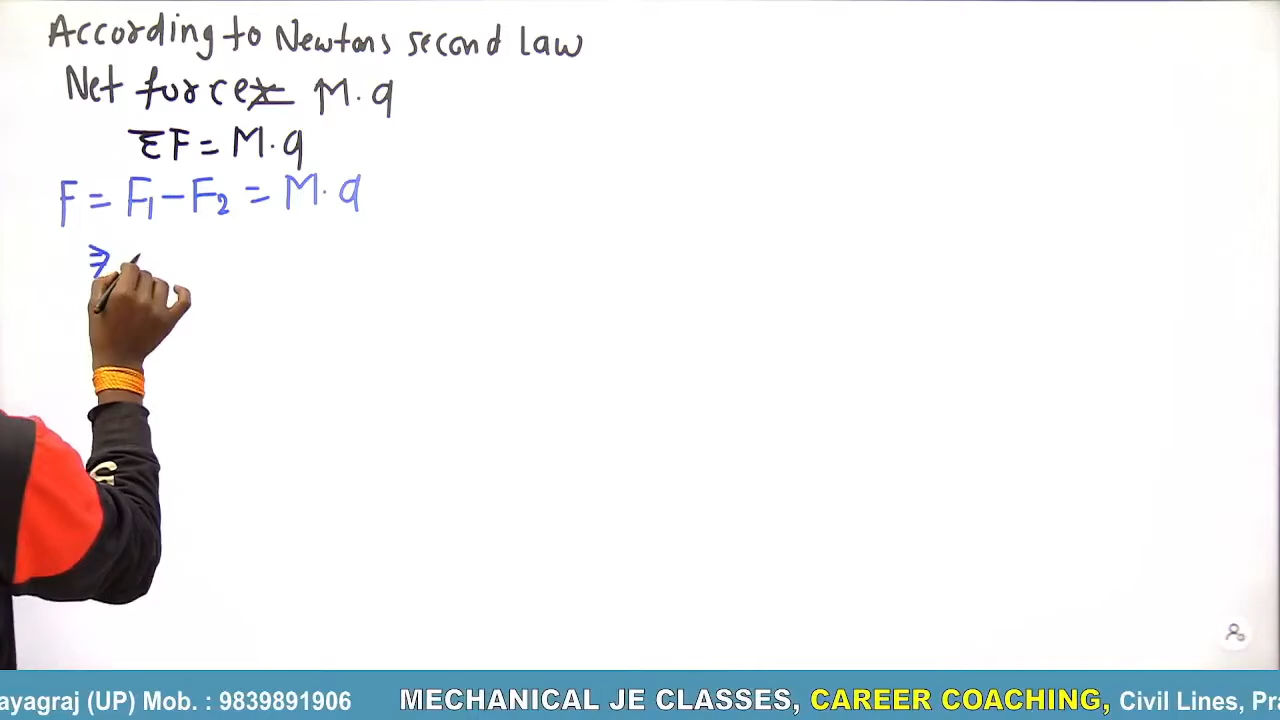 According to Newtons second law
Net force = M.a
ΣF = M.a
F = F₁ - F₂ = M.a
⇒
ayagraj (UP) Mob. : 9839891906 MECHANICAL JE CLASSES, CAREER COACHING, Civil Lines, Pr